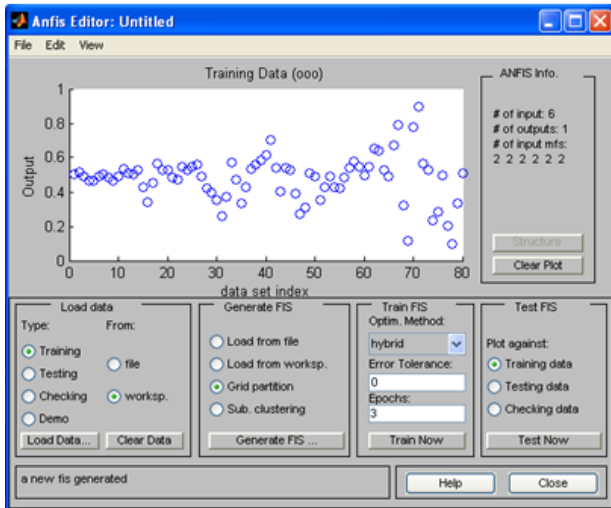 Anfis Editor: Untitled
File Edit View
Training Data (ooo)
1
0.8
0.6
0.4
0.2
0
Output
0 10 20 30 40 50 60 70 80
data set index
ANFIS Info.
# of input: 6
# of outputs: 1
# of input mfs:
2 2 2 2 2 2
Structure
Clear Plot
Load data
Type: From:
Training
Testing
Checking
Demo
file
worksp.
Load Data... Clear Data
Generate FIS
Load from file
Load from worksp.
Grid partition
Sub. clustering
Generate FIS ...
Train FIS
Optim. Method:
hybrid
Error Tolerance:
0
Epochs:
3
Train Now
Test FIS
Plot against:
Training data
Testing data
Checking data
Test Now
a new fis generated
Help Close